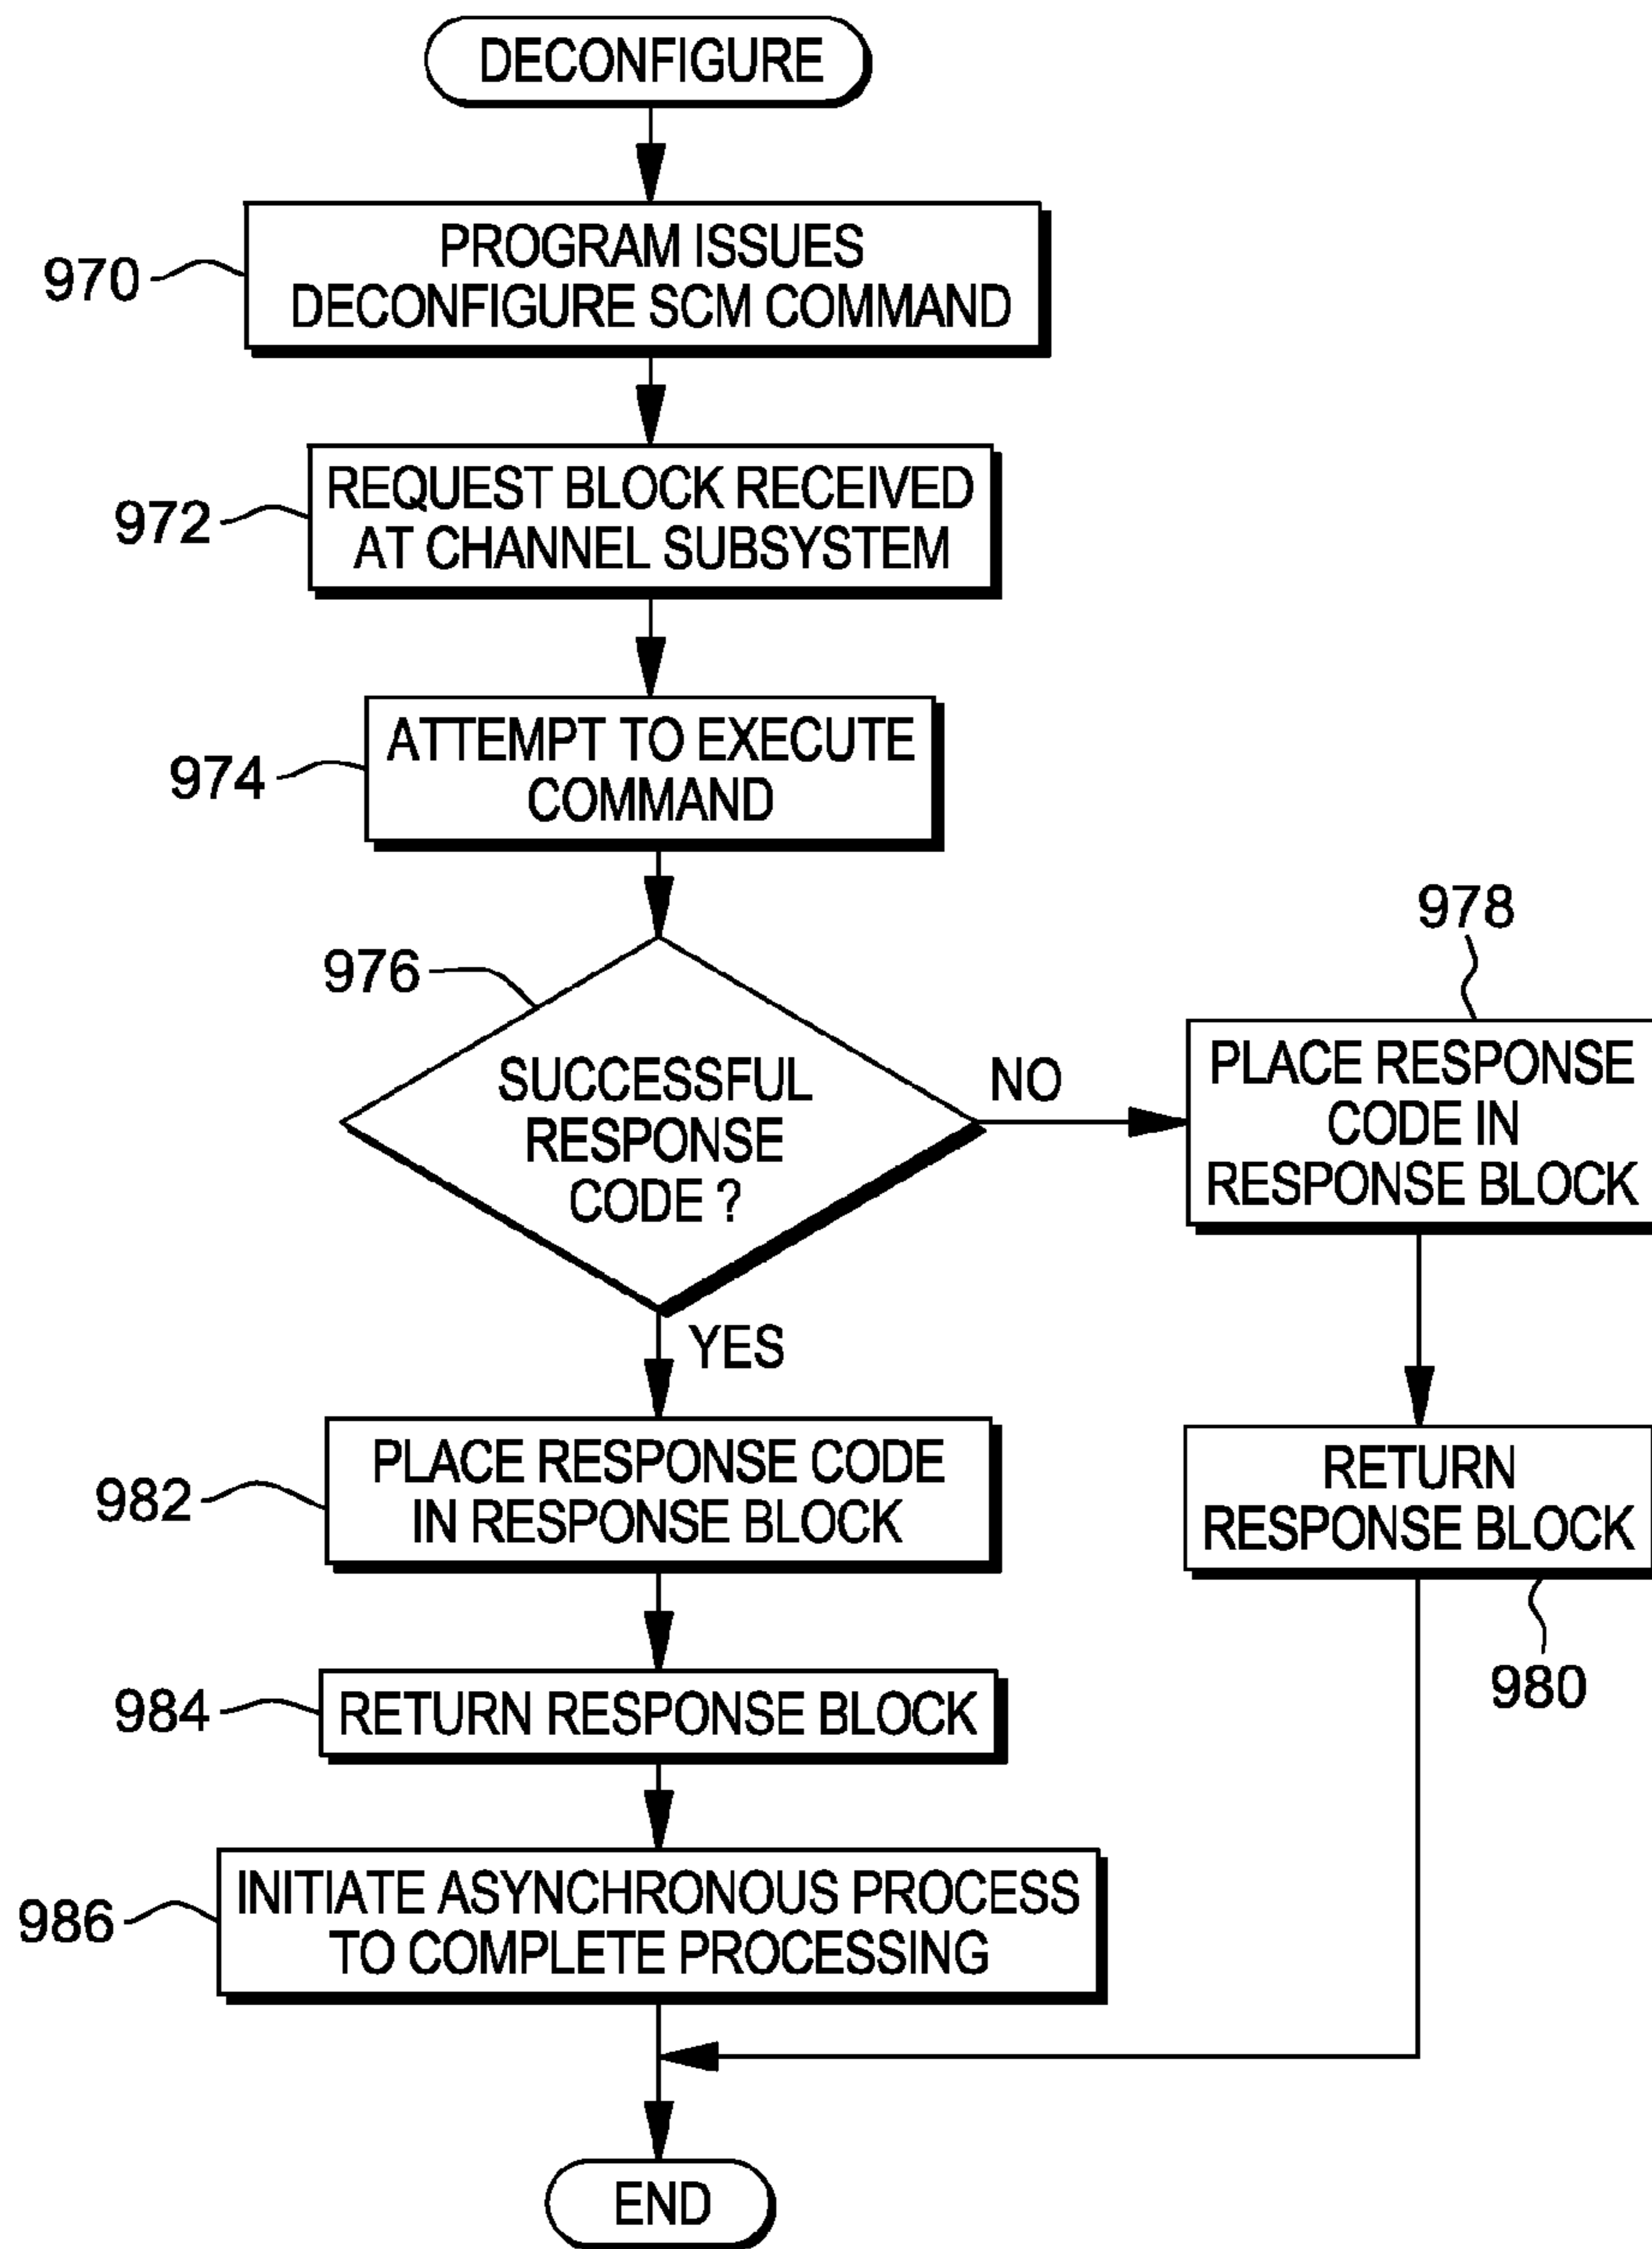 DECONFIGURE
970
PROGRAM ISSUES
DECONFIGURE SCM COMMAND
972
REQUEST BLOCK RECEIVED
AT CHANNEL SUBSYSTEM
974
ATTEMPT TO EXECUTE
COMMAND
976
SUCCESSFUL
RESPONSE
CODE ?
NO
978
PLACE RESPONSE
CODE IN
RESPONSE BLOCK
YES
982
PLACE RESPONSE CODE
IN RESPONSE BLOCK
RETURN
RESPONSE BLOCK
980
984
RETURN RESPONSE BLOCK
986
INITIATE ASYNCHRONOUS PROCESS
TO COMPLETE PROCESSING
END